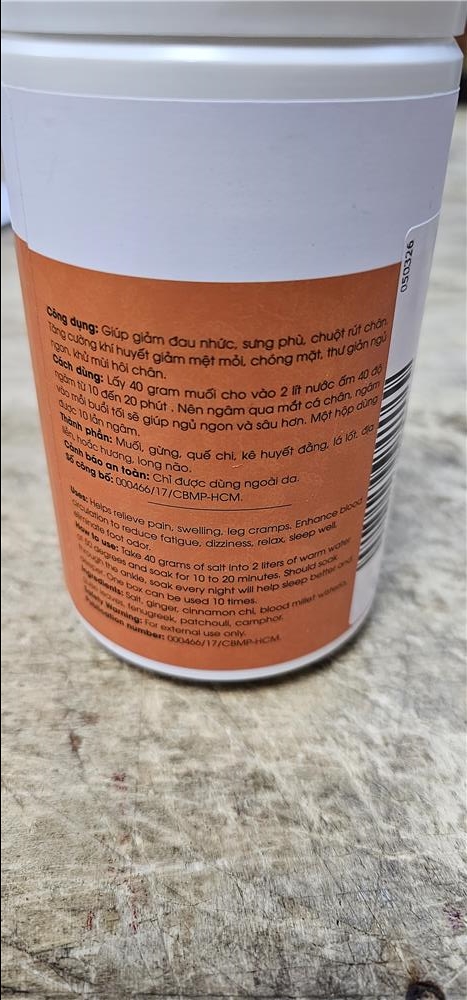 Công dụng: Giúp giảm đau nhức, sưng phù, chuột rút chân.
Tăng cường khí huyết giảm mệt mỏi, chóng mặt, thư giãn ngủ
ngon, khử mùi hôi chân.
Cách dùng: Lấy 40 gram muối cho vào 2 lít nước ấm 40 độ
ngâm từ 10 đến 20 phút . Nên ngâm qua mắt cá chân, ngâm
vào mỗi buổi tối sẽ giúp ngủ ngon và sâu hơn. Một hộp dùng
được 10 lần ngâm.
Thành phần: Muối, gừng, quế chi, kê huyết đằng, lá lốt, địa
liền, hoắc hương, long não.
Cảnh báo an toàn: Chỉ được dùng ngoài da.
Số công bố: 000466/17/CBMP-HCM.
Uses: Helps relieve pain, swelling, leg cramps. Enhance blood
circulation to reduce fatigue, dizziness, relax, sleep well,
eliminate foot odor.
How to use: Take 40 grams of salt into 2 liters of warm water
degrees and soak for 10 to 20 minutes. Should soak
through the ankle, soak every night will help sleep better and
One box can be used 10 times.
Ingredients: Salt, ginger, cinnamon chi, blood millet wisteria,
fenugreek, patchouli, camphor.
Safety Warning: For external use only.
Publication number: 000466/17/CBMP-HCM.
050326